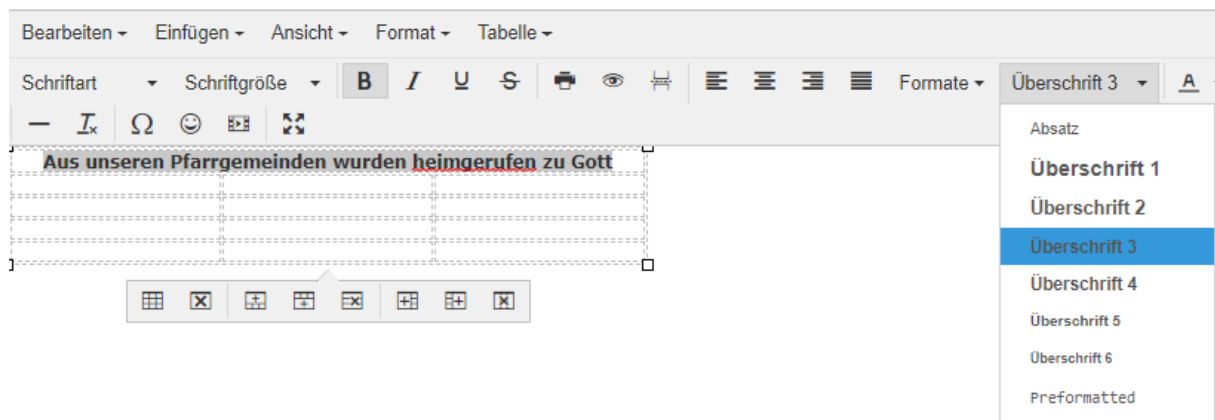 Bearbeiten Einfügen Ansicht Format Tabelle
Schriftart Schriftgröße B I U S Formate Überschrift 3 A
Ix Ω
Aus unseren Pfarrgemeinden wurden heimgerufen zu Gott
Absatz
Überschrift 1
Überschrift 2
Überschrift 3
Überschrift 4
Überschrift 5
Überschrift 6
Preformatted